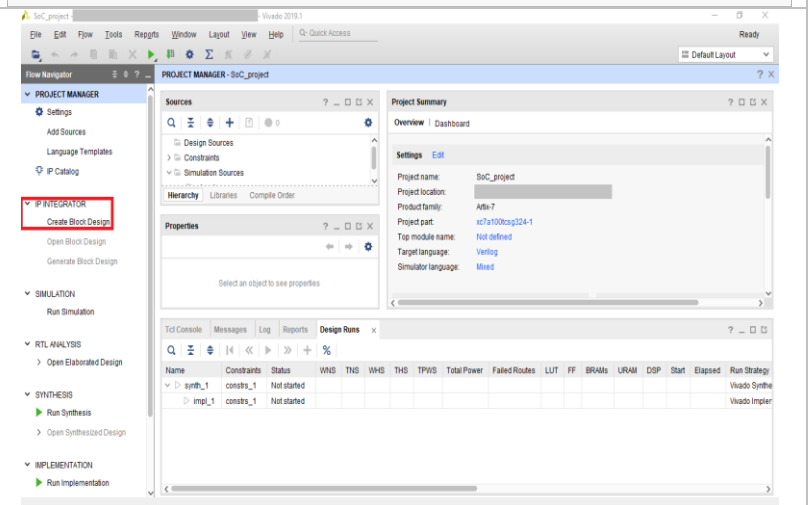 SoC_project - - Vivado 2019.1
File Edit Flow Tools Reports Window Layout View Help Q- Quick Access Ready
Default Layout
Flow Navigator PROJECT MANAGER - SoC_project
PROJECT MANAGER
Settings
Add Sources
Language Templates
IP Catalog
IP INTEGRATOR
Create Block Design
Open Block Design
Generate Block Design
SIMULATION
Run Simulation
RTL ANALYSIS
Open Elaborated Design
SYNTHESIS
Run Synthesis
Open Synthesized Design
IMPLEMENTATION
Run Implementation
Sources
0
Design Sources
Constraints
Simulation Sources
Hierarchy Libraries Compile Order
Properties
Select an object to see properties
Project Summary
Overview | Dashboard
Settings Edit
Project name: SoC_project
Project location:
Product family: Artix-7
Project part: xc7a100tcsg324-1
Top module name: Not defined
Target language: Verilog
Simulator language: Mixed
Tcl Console Messages Log Reports Design Runs
Name Constraints Status WNS TNS WHS THS TPWS Total Power Failed Routes LUT FF BRAMs URAM DSP Start Elapsed Run Strategy
synth_1 constrs_1 Not started Vivado Synthe
impl_1 constrs_1 Not started Vivado Implem